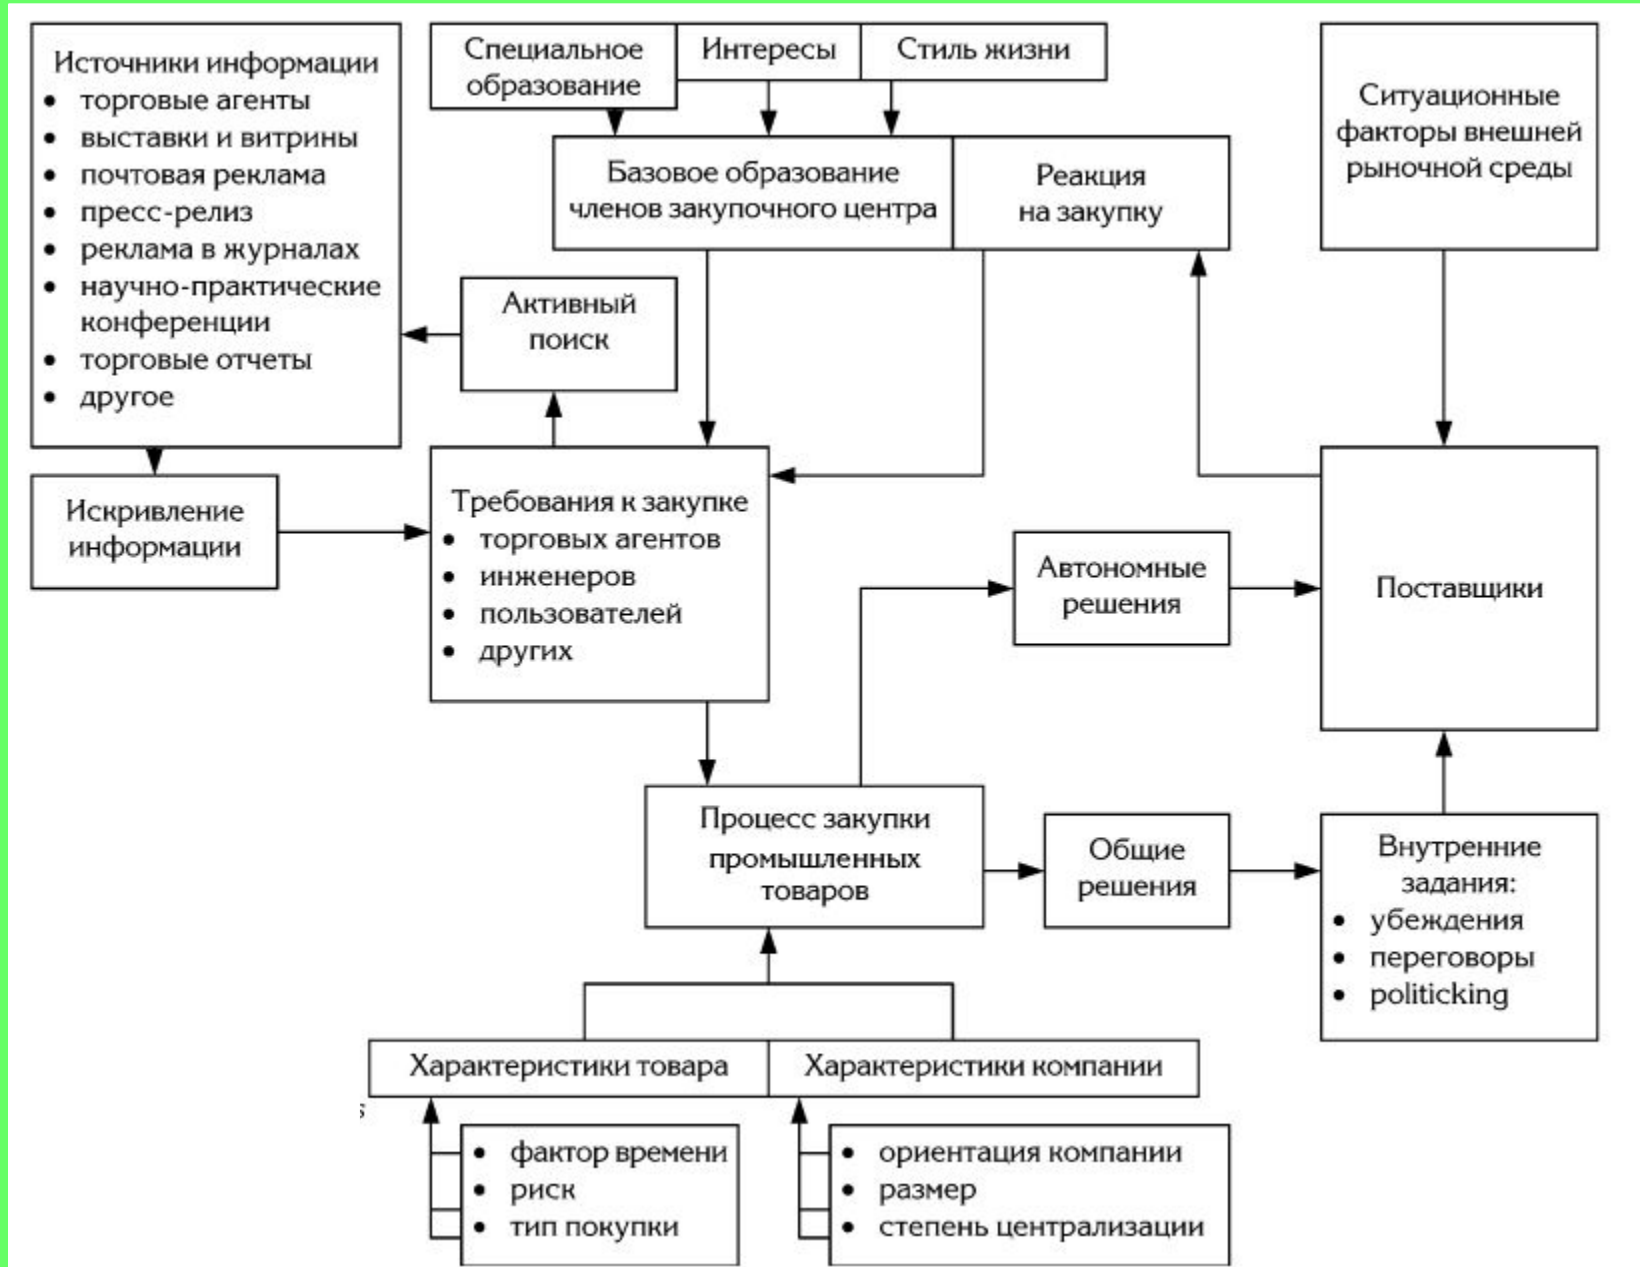 Источники информации
• торговые агенты
• выставки и витрины
• почтовая реклама
• пресс-релиз
• реклама в журналах
• научно-практические
конференции
• торговые отчеты
• другое
Специальное
образование
Интересы
Стиль жизни
Базовое образование
членов закупочного центра
Реакция
на закупку
Ситуационные
факторы внешней
рыночной среды
Активный
поиск
Искривление
информации
Требования к закупке
• торговых агентов
• инженеров
• пользователей
• других
Автономные
решения
Поставщики
Процесс закупки
промышленных
товаров
Общие
решения
Внутренние
задания:
• убеждения
• переговоры
• politicking
Характеристики товара
Характеристики компании
• фактор времени
• риск
• тип покупки
• ориентация компании
• размер
• степень централизации